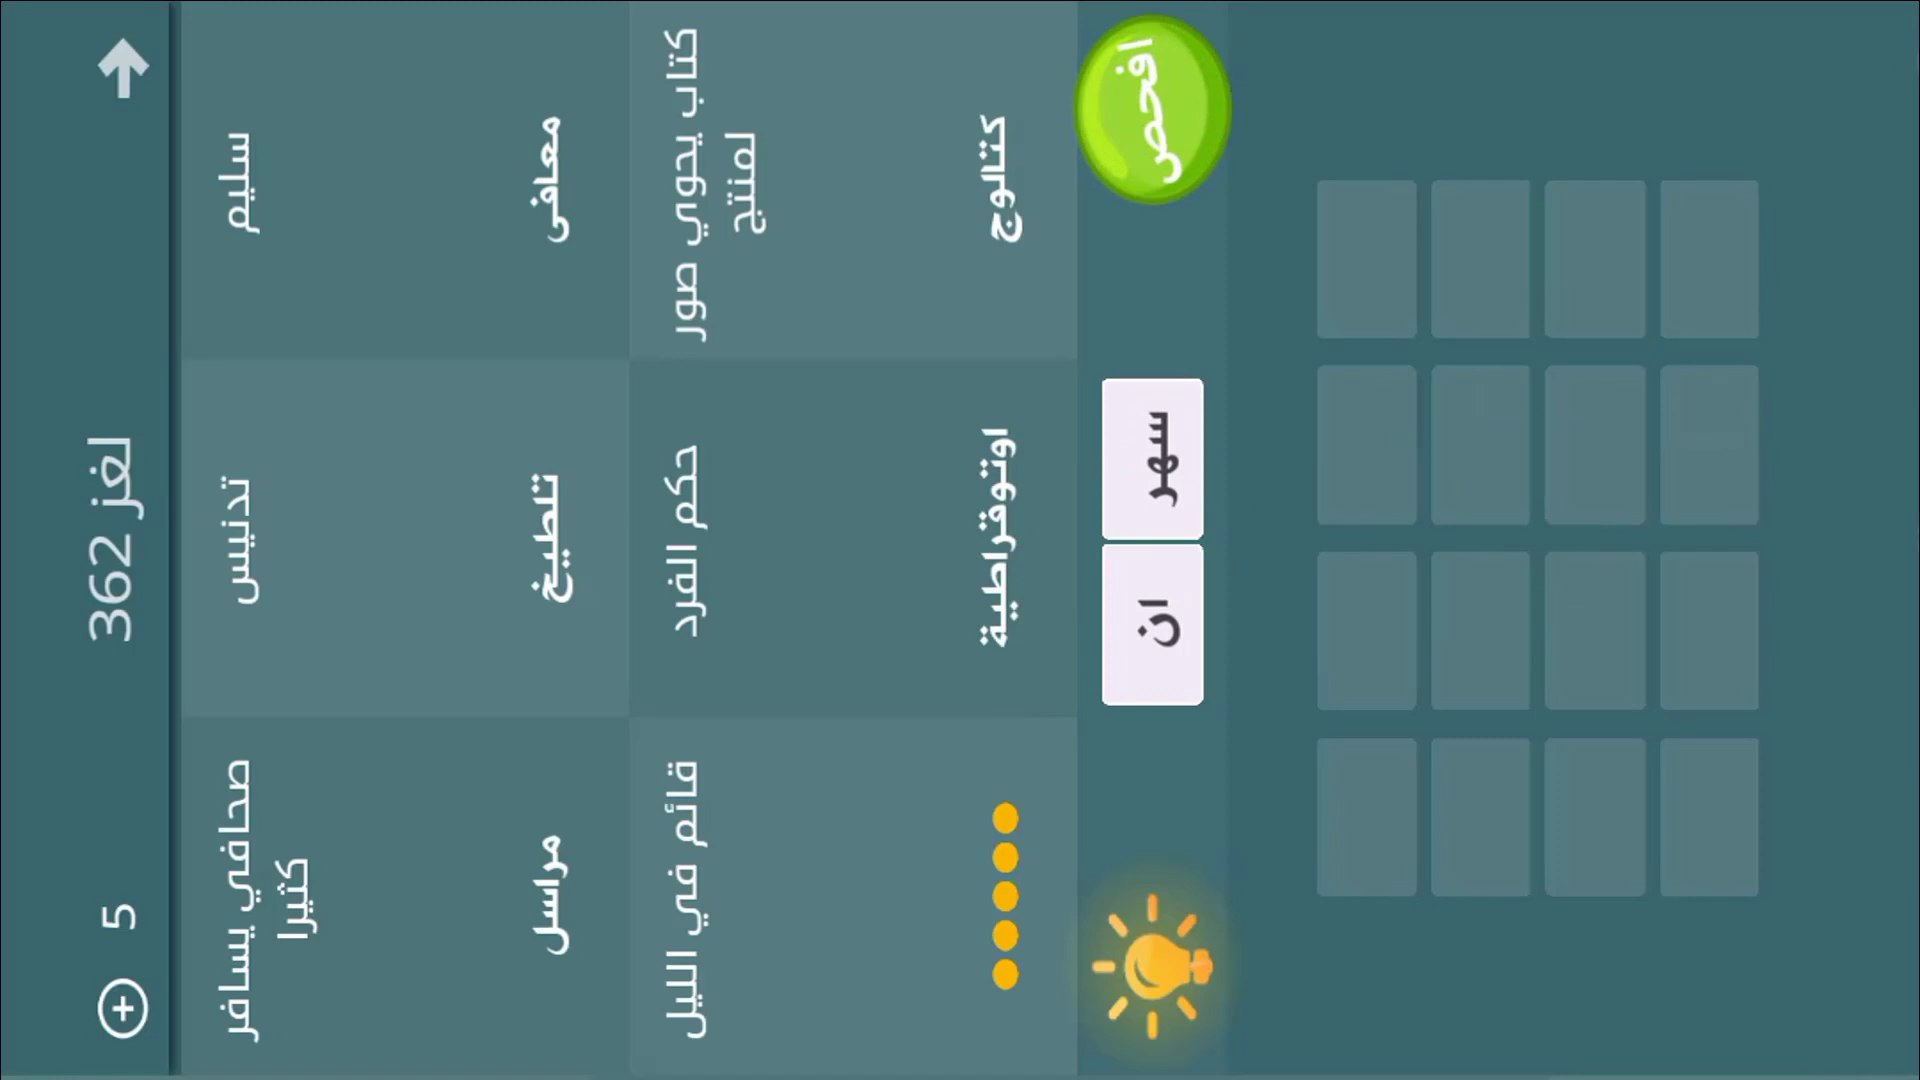 لغز 362
5
سليم
معافى
تدنيس
تلطيخ
صحافي يسافر
كثيرا
مراسل
كتاب يحوي صور
لمنتج
كتالوج
حكم الفرد
اوتوقراطية
قائم في الليل
افحص
سهر
ان